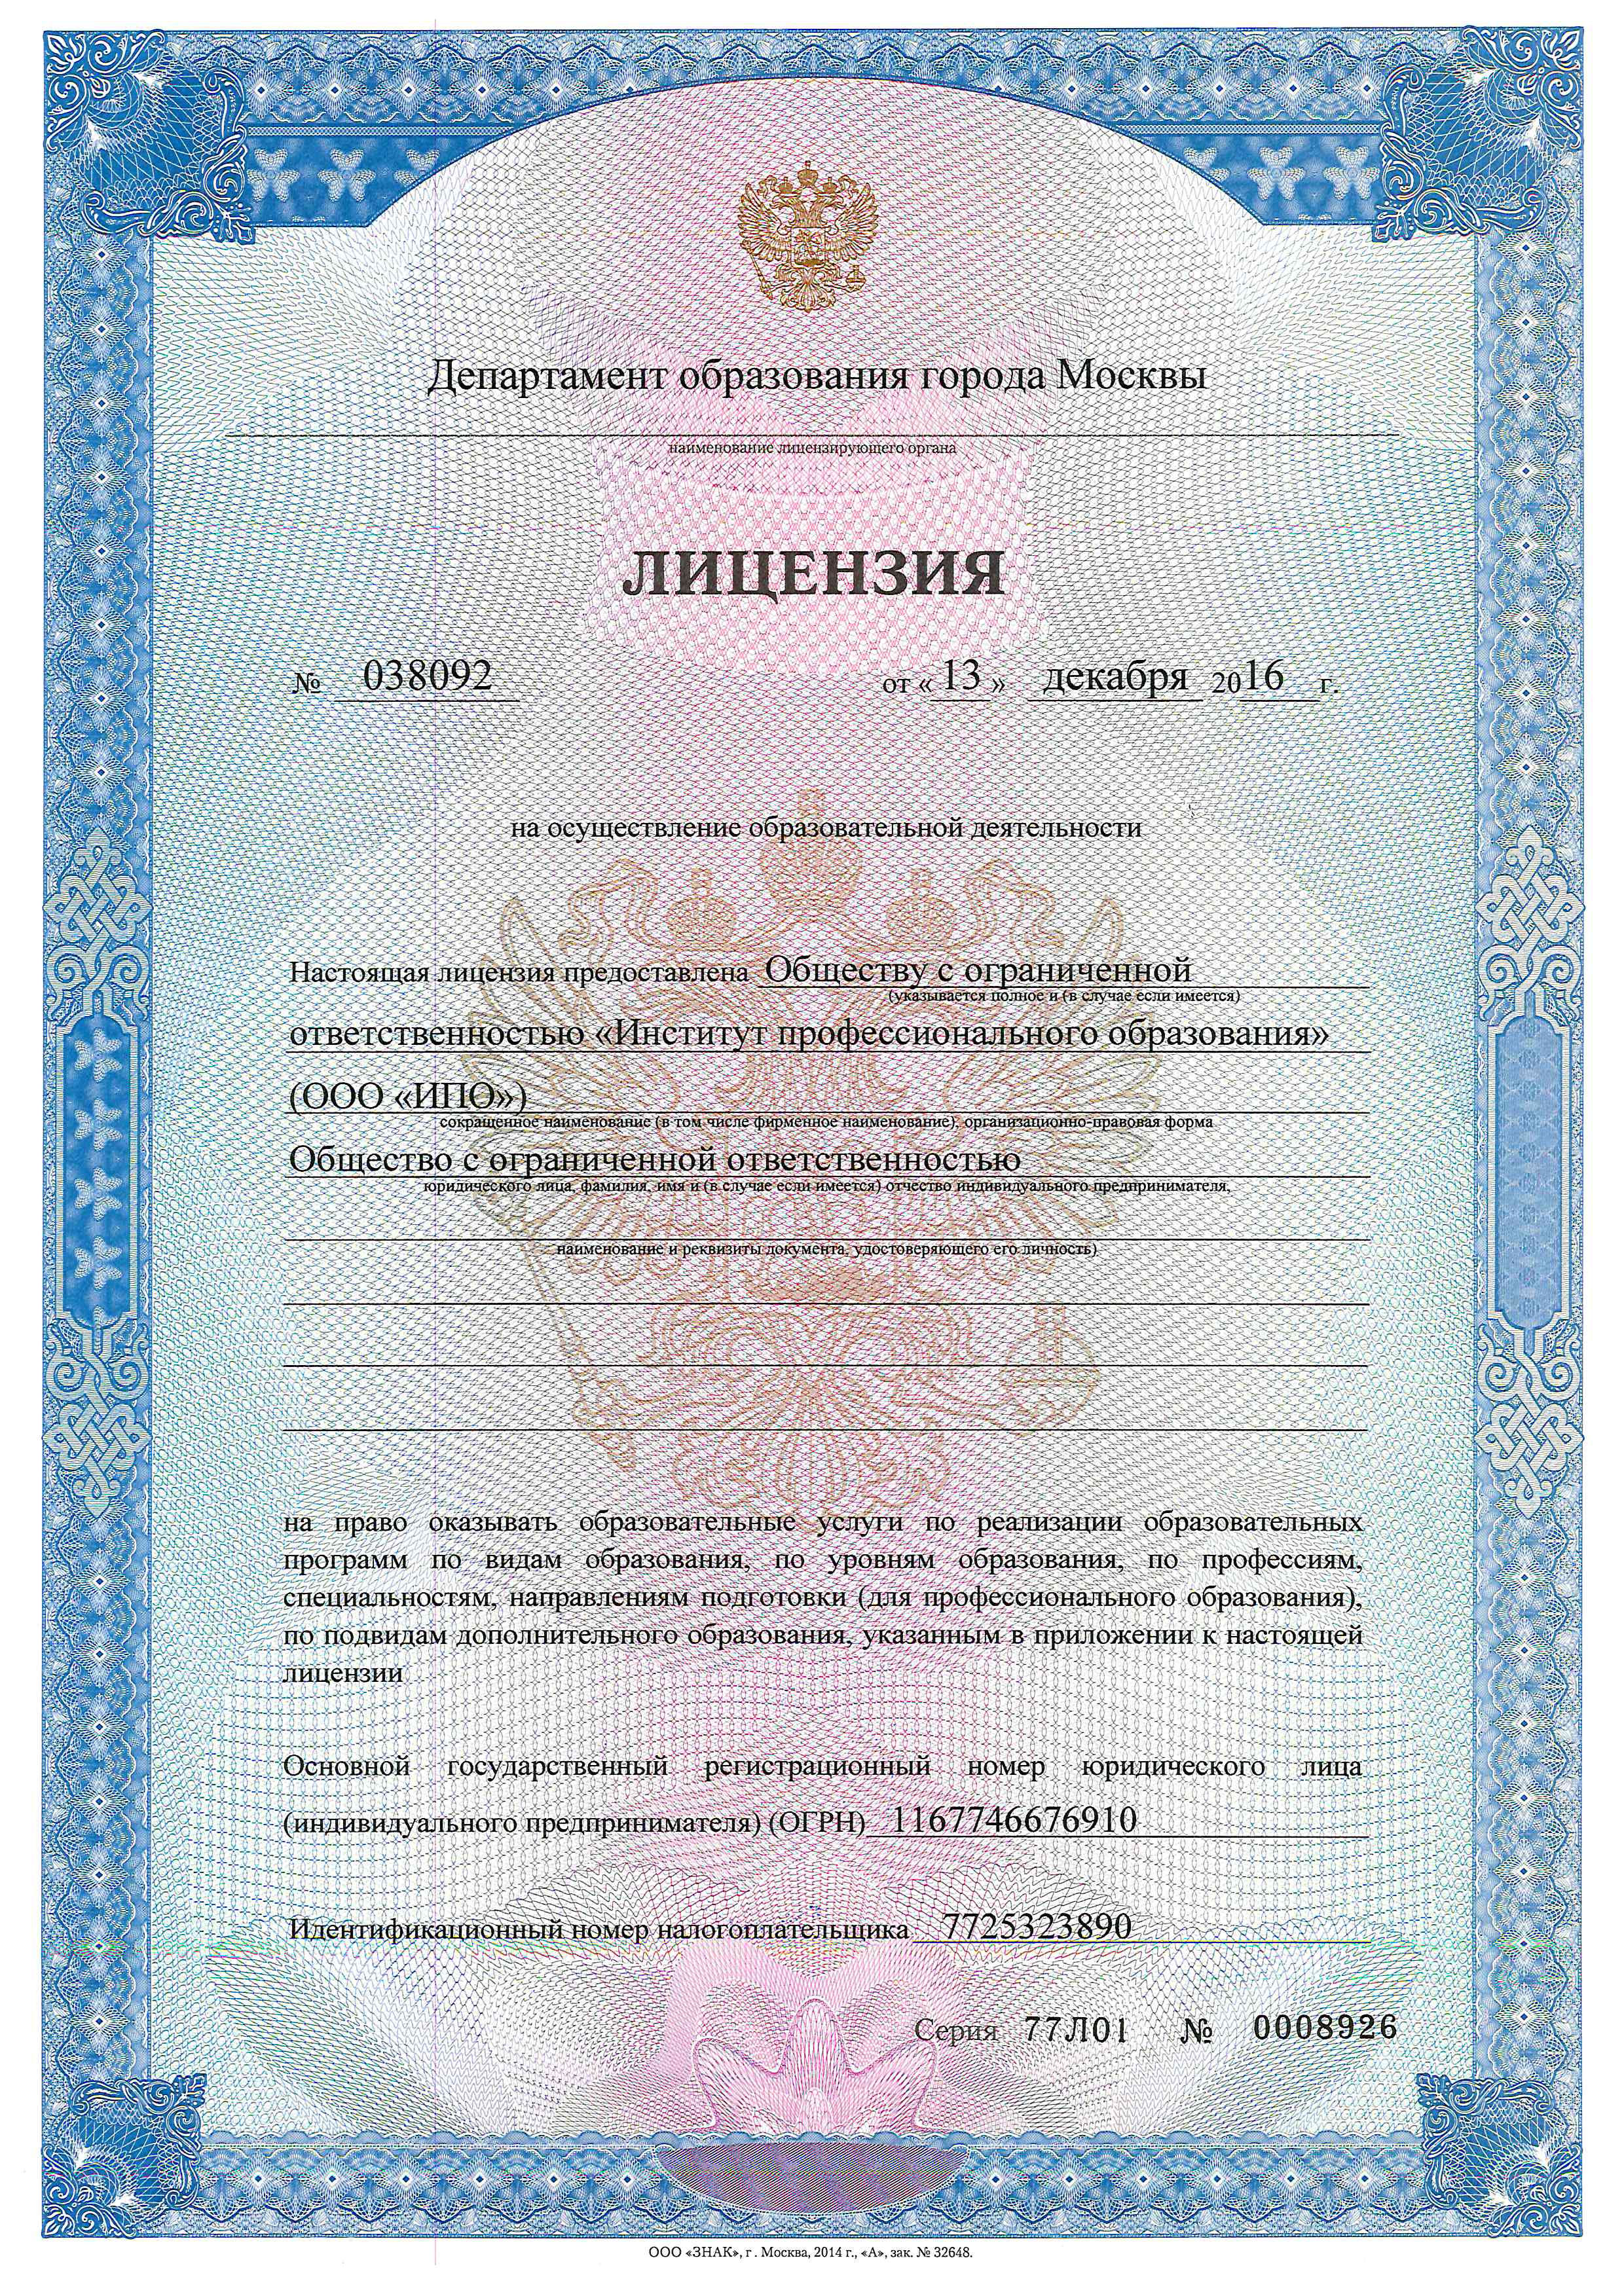 Департамент образования города Москвы
наименование лицензирующего органа
ЛИЦЕНЗИЯ
№ 038092 от « 13 » декабря 2016 г.
на осуществление образовательной деятельности
Настоящая лицензия предоставлена Обществу с ограниченной
(указывается полное и (в случае если имеется)
ответственностью «Институт профессионального образования»
(ООО «ИПО»)
сокращенное наименование (в том числе фирменное наименование), организационно-правовая форма
Общество с ограниченной ответственностью
юридического лица, фамилия, имя и (в случае если имеется) отчество индивидуального предпринимателя,
наименование и реквизиты документа, удостоверяющего его личность)
на право оказывать образовательные услуги по реализации образовательных
программ по видам образования, по уровням образования, по профессиям,
специальностям, направлениям подготовки (для профессионального образования),
по подвидам дополнительного образования, указанным в приложении к настоящей
лицензии
Основной государственный регистрационный номер юридического лица
(индивидуального предпринимателя) (ОГРН) 1167746676910
Идентификационный номер налогоплательщика 7725323890
Серия 77Л01 № 0008926
ООО «ЗНАК», г. Москва, 2014 г., «А», зак. № 32648.